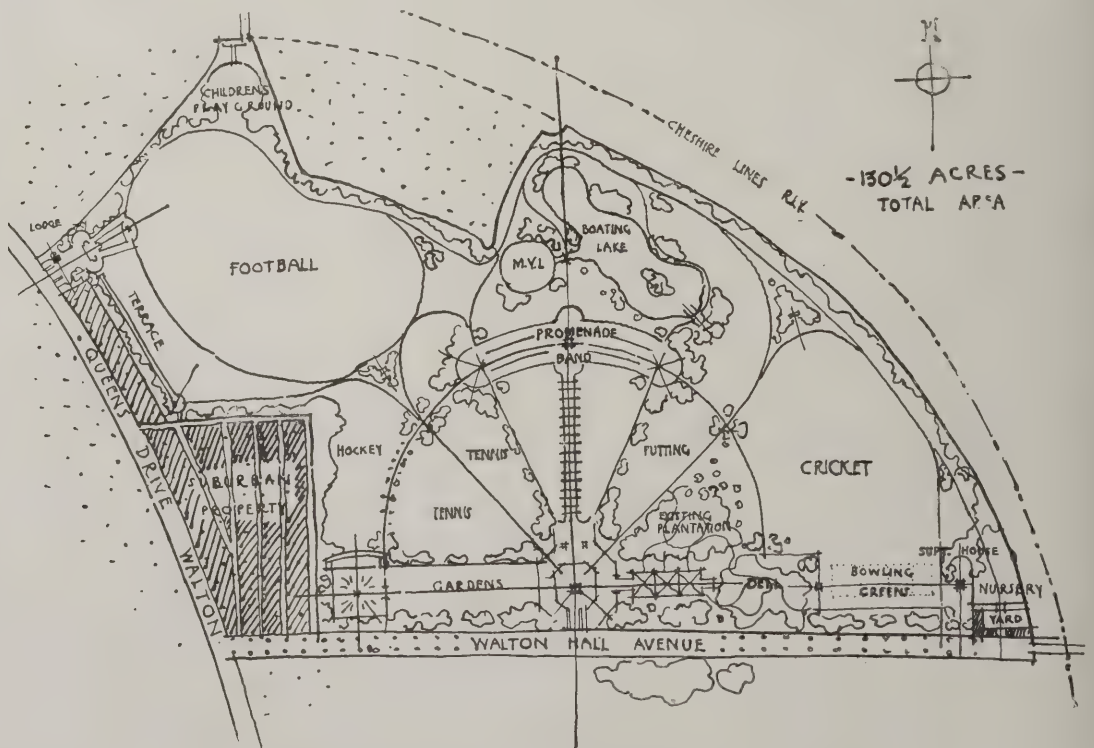 N
CHILDREN'S
PLAYGROUND
CHESHIRE LINES RLY.
-130½ ACRES-
TOTAL AREA
LODGE
BOATING
LAKE
M.Y.L
FOOTBALL
TERRACE
PROMENADE
BAND
QUEENS DRIVE WALTON
HOCKEY
TENNIS
PUTTING
CRICKET
SUBURBAN
PROPERTY
TENNIS
EXISTING
PLANTATION
SUPT. HOUSE
GARDENS
DELL
BOWLING
GREENS
NURSERY
YARD
WALTON HALL AVENUE